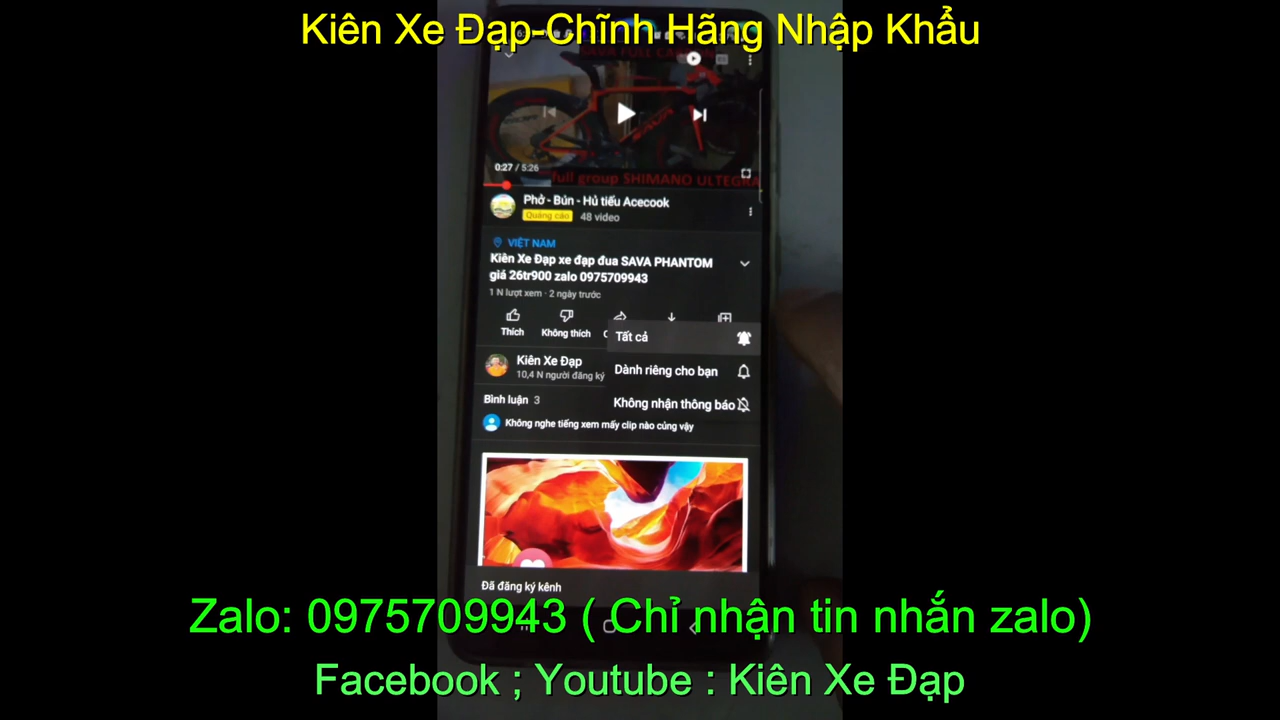 Kiên Xe Đạp-Chĩnh Hãng Nhập Khẩu
SAVA FULL CARBON
0:27 / 5:26
full group SHIMANO ULTEGRA
Phở - Bún - Hủ tiếu Acecook
Quảng cáo 48 video
VIỆT NAM
Kiên Xe Đạp xe đạp đua SAVA PHANTOM
giá 26tr900 zalo 0975709943
1 N lượt xem · 2 ngày trước
Thích Không thích
Tất cả
Kiên Xe Đạp
10,4 N người đăng ký
Dành riêng cho bạn
Bình luận 3
Không nhận thông báo
Không nghe tiếng xem mấy clip nào củng vậy
Đã đăng ký kênh
Zalo: 0975709943 ( Chỉ nhận tin nhắn zalo)
Facebook ; Youtube : Kiên Xe Đạp